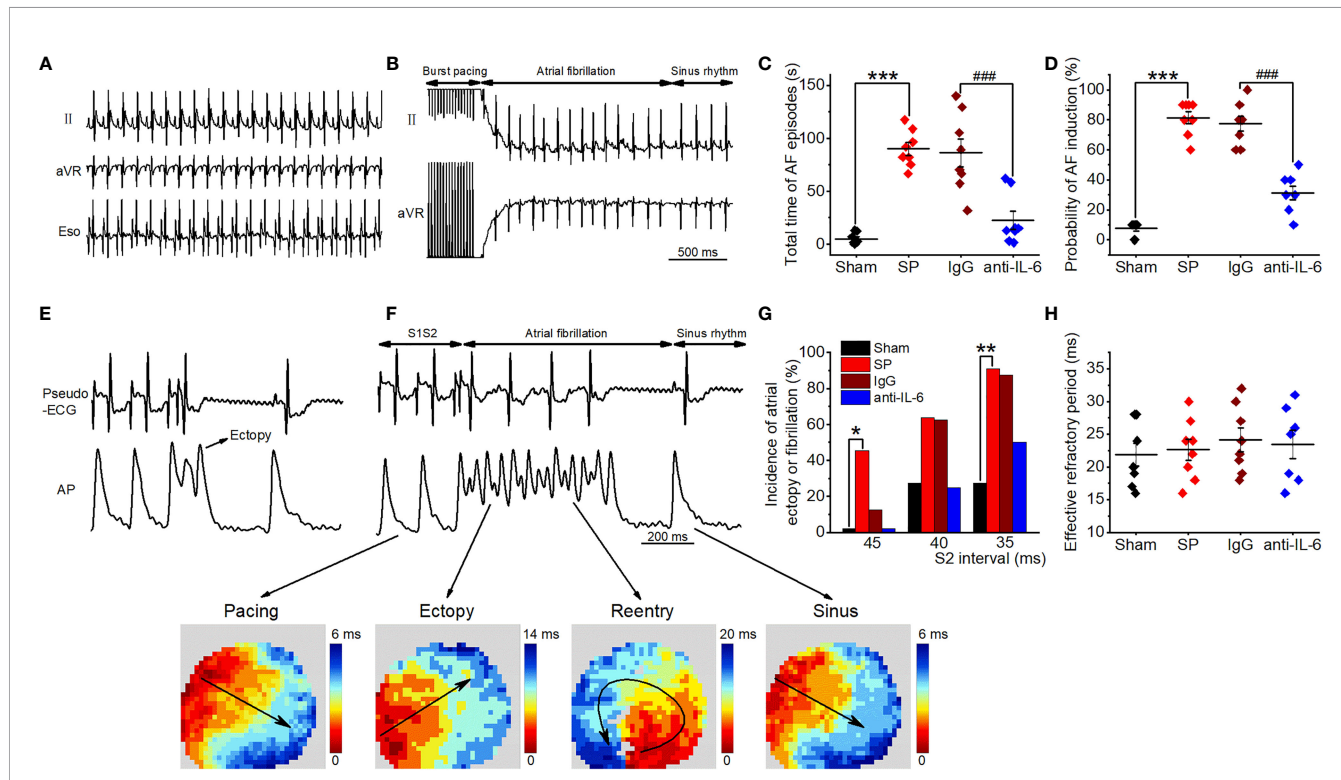 A
II
aVR
Eso
B
Burst pacing
Atrial fibrillation
Sinus rhythm
II
aVR
500 ms
C
Total time of AF episodes (s)
150
100
50
0
***
###
Sham
SP
IgG
anti-IL-6
D
Probability of AF induction (%)
100
80
60
40
20
0
***
###
Sham
SP
IgG
anti-IL-6
E
Pseudo
-ECG
Ectopy
AP
F
S1S2
Atrial fibrillation
Sinus rhythm
200 ms
G
Incidence of atrial
ectopy or fibrillation (%)
100
80
60
40
20
0
Sham
SP
IgG
anti-IL-6
*
**
45
40
35
S2 interval (ms)
H
Effective refractory period (ms)
35
30
25
20
15
10
Sham
SP
IgG
anti-IL-6
Pacing
6 ms
0
Ectopy
14 ms
0
Reentry
20 ms
0
Sinus
6 ms
0